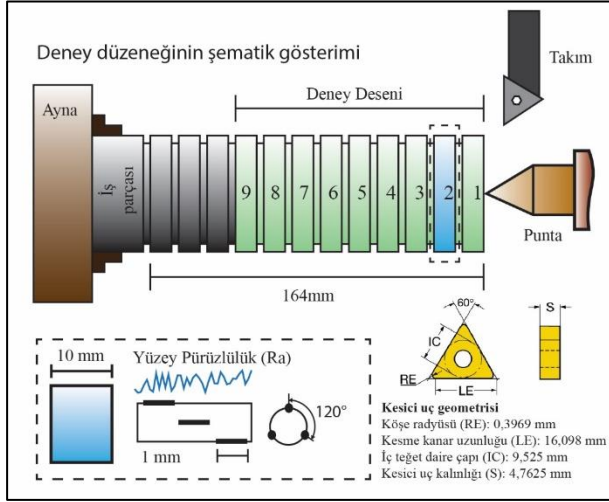 Deney düzeneğinin şematik gösterimi
Takım
Deney Deseni
Ayna
İş parçası
9 8 7 6 5 4 3 2 1
Punta
164mm
60°
S
IC
RE
LE
10 mm
Yüzey Pürüzlülük (Ra)
120°
1 mm
Kesici uç geometrisi
Köşe radyüsü (RE): 0,3969 mm
Kesme kanar uzunluğu (LE): 16,098 mm
İç teğet daire çapı (IC): 9,525 mm
Kesici uç kalınlığı (S): 4,7625 mm